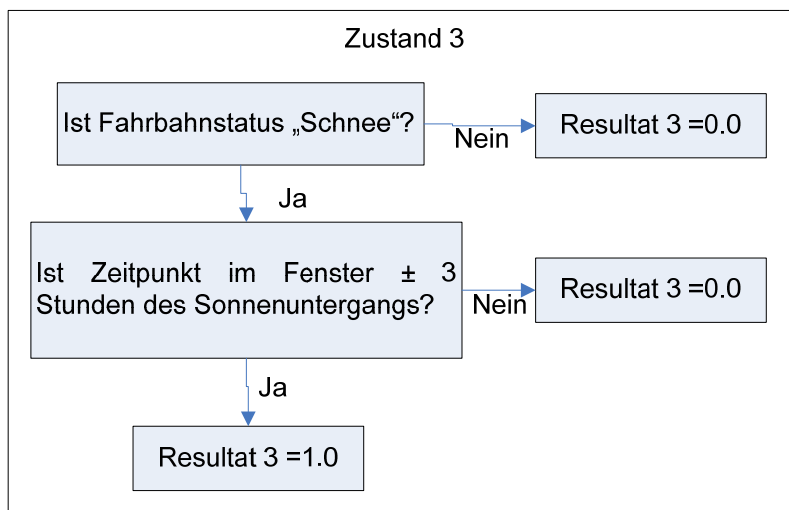 Zustand 3
Ist Fahrbahnstatus „Schnee“?
Nein
Resultat 3 =0.0
Ja
Ist Zeitpunkt im Fenster ± 3
Stunden des Sonnenuntergangs?
Nein
Resultat 3 =0.0
Ja
Resultat 3 =1.0